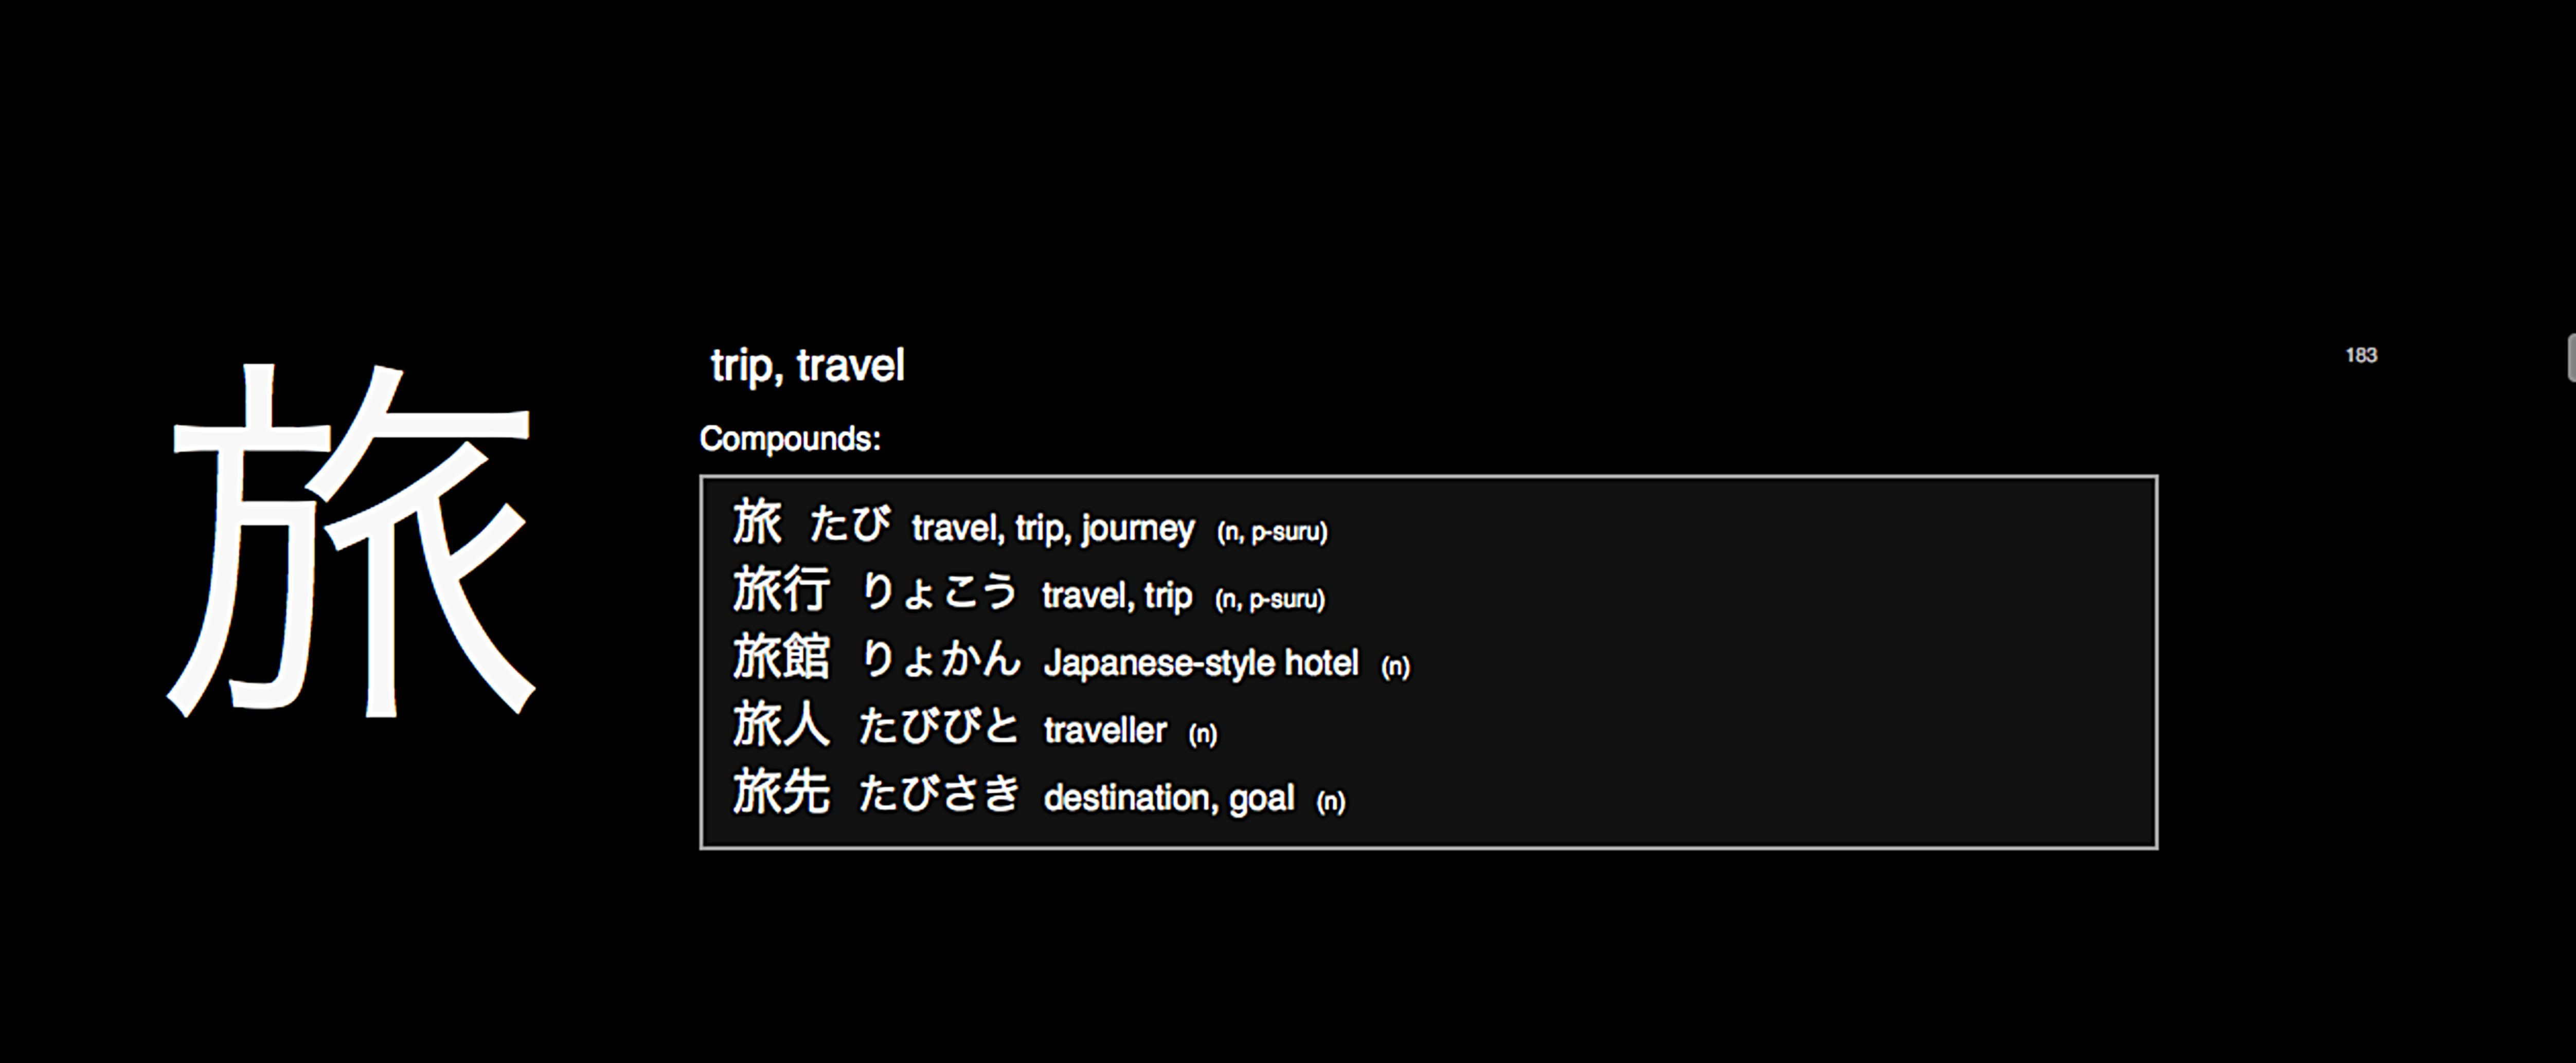 旅
trip, travel
183
Compounds:
旅 たび travel, trip, journey (n, p-suru)
旅行 りょこう travel, trip (n, p-suru)
旅館 りょかん Japanese-style hotel (n)
旅人 たびびと traveller (n)
旅先 たびさき destination, goal (n)